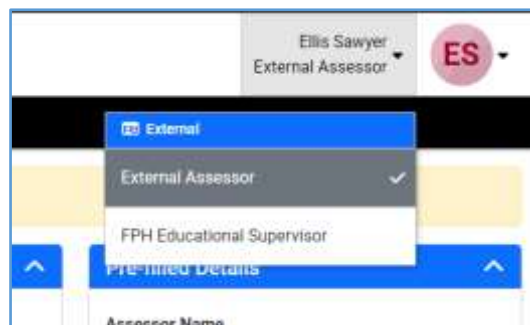 Ellis Sawyer
External Assessor
ES
External
External Assessor
FPH Educational Supervisor
Pre-filled Details
Assessor Name